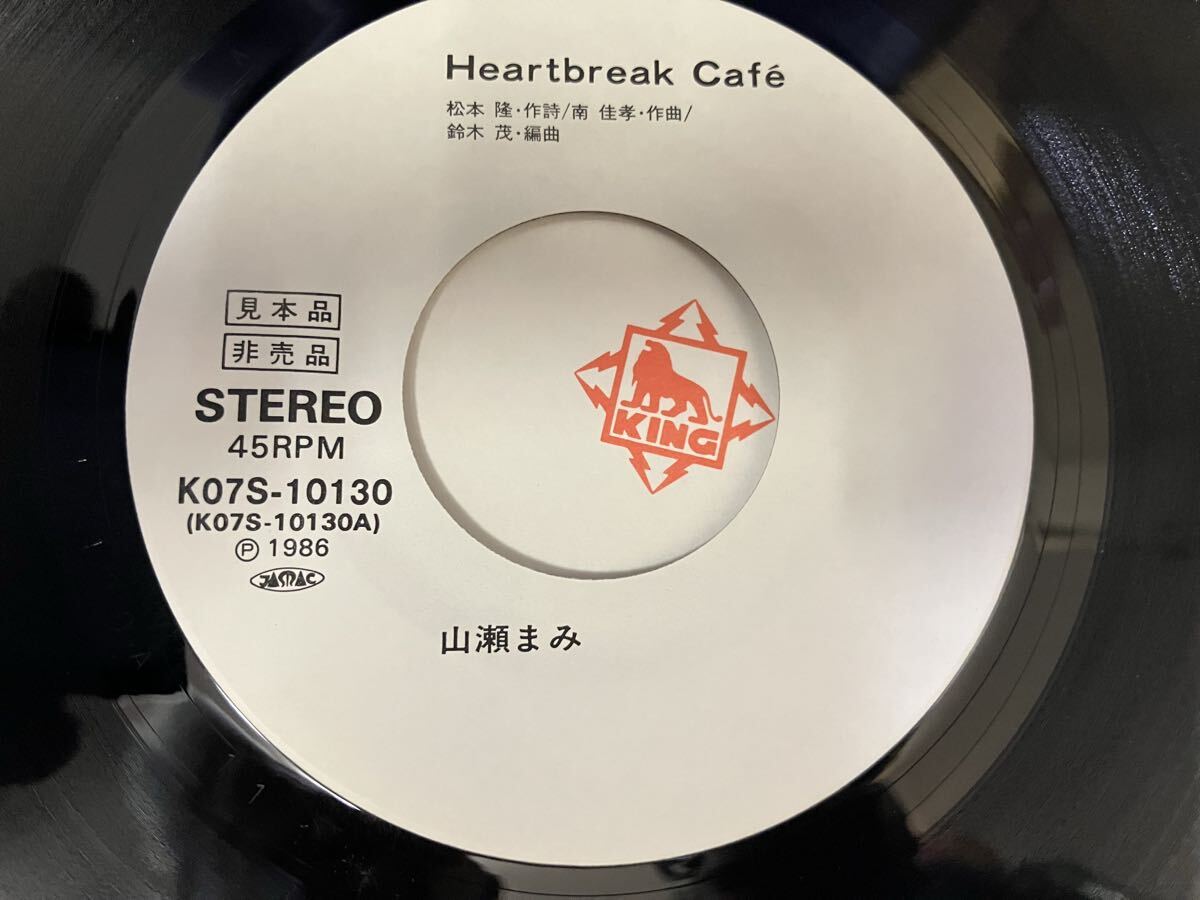 Heartbreak Café
松本 隆・作詩/南 佳孝・作曲/
鈴木 茂・編曲
見本品
非売品
STEREO
45RPM
K07S-10130
(K07S-10130A)
Ⓟ 1986
JASRAC
KING
山瀬まみ